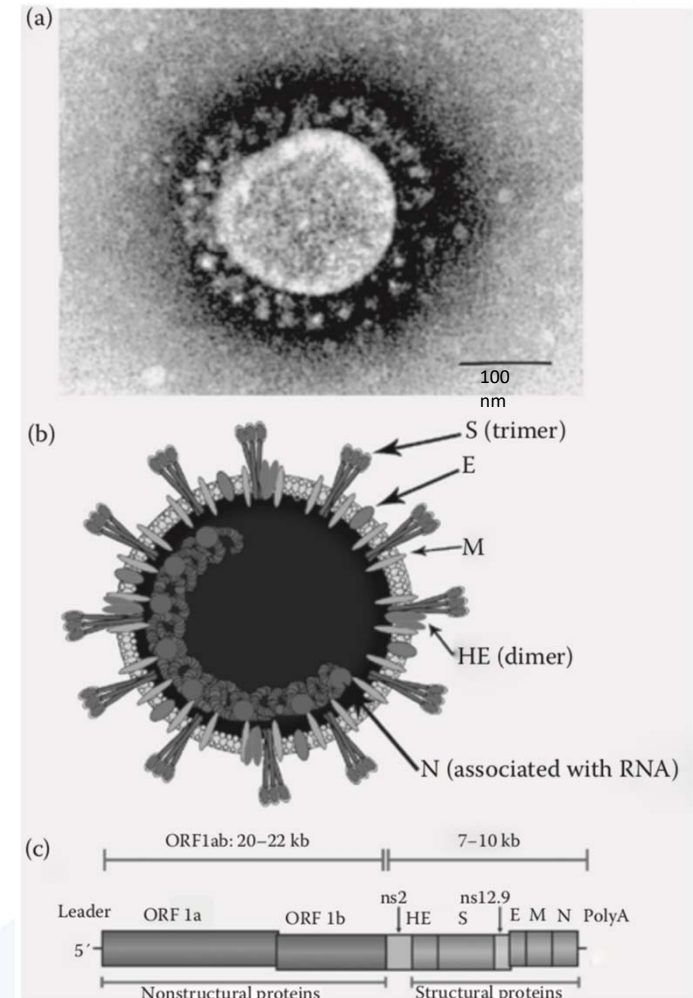 (a)
100
nm
(b)
S (trimer)
E
M
HE (dimer)
N (associated with RNA)
(c)
ORF1ab: 20–22 kb
7–10 kb
ns2
ns12.9
Leader ORF 1a ORF 1b HE S E M N PolyA
5′
Nonstructural proteins Structural proteins